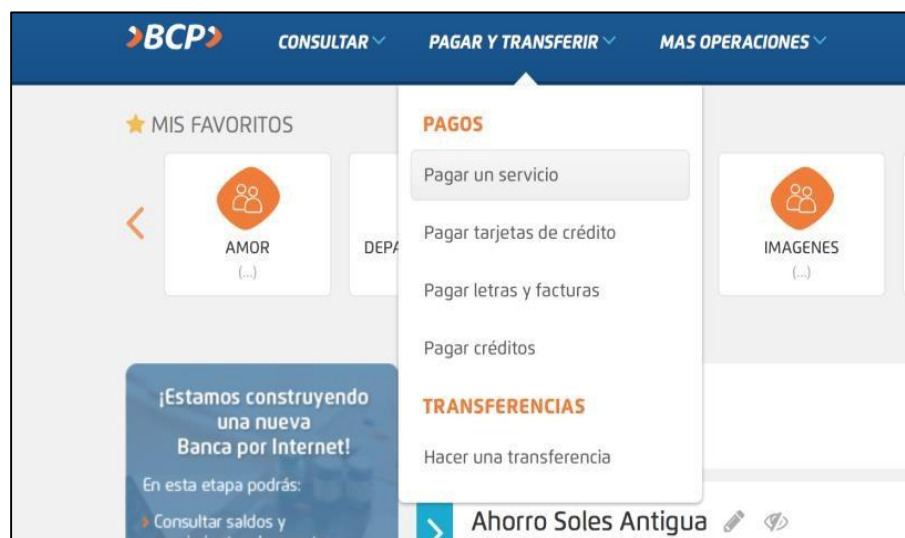 BCP
CONSULTAR
PAGAR Y TRANSFERIR
MAS OPERACIONES
MIS FAVORITOS
AMOR
(...)
IMAGENES
(...)
PAGOS
Pagar un servicio
Pagar tarjetas de crédito
Pagar letras y facturas
Pagar créditos
TRANSFERENCIAS
Hacer una transferencia
¡Estamos construyendo
una nueva
Banca por Internet!
En esta etapa podrás:
Consultar saldos y
Ahorro Soles Antigua